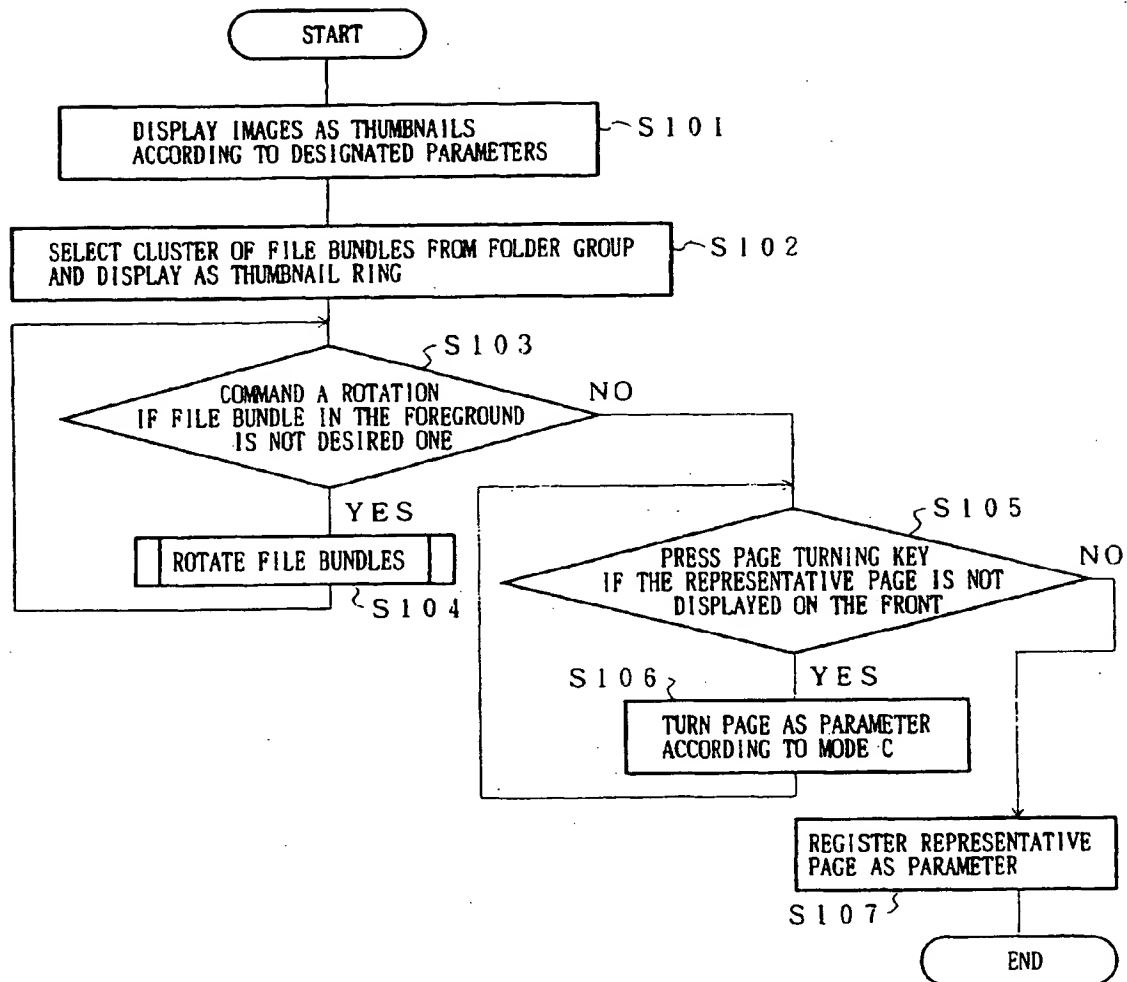 START
DISPLAY IMAGES AS THUMBNAILS
ACCORDING TO DESIGNATED PARAMETERS
S101
SELECT CLUSTER OF FILE BUNDLES FROM FOLDER GROUP
AND DISPLAY AS THUMBNAIL RING
S102
S103
COMMAND A ROTATION
IF FILE BUNDLE IN THE FOREGROUND
IS NOT DESIRED ONE
NO
YES
ROTATE FILE BUNDLES
S104
S105
PRESS PAGE TURNING KEY
IF THE REPRESENTATIVE PAGE IS NOT
DISPLAYED ON THE FRONT
NO
YES
S106
TURN PAGE AS PARAMETER
ACCORDING TO MODE C
REGISTER REPRESENTATIVE
PAGE AS PARAMETER
S107
END